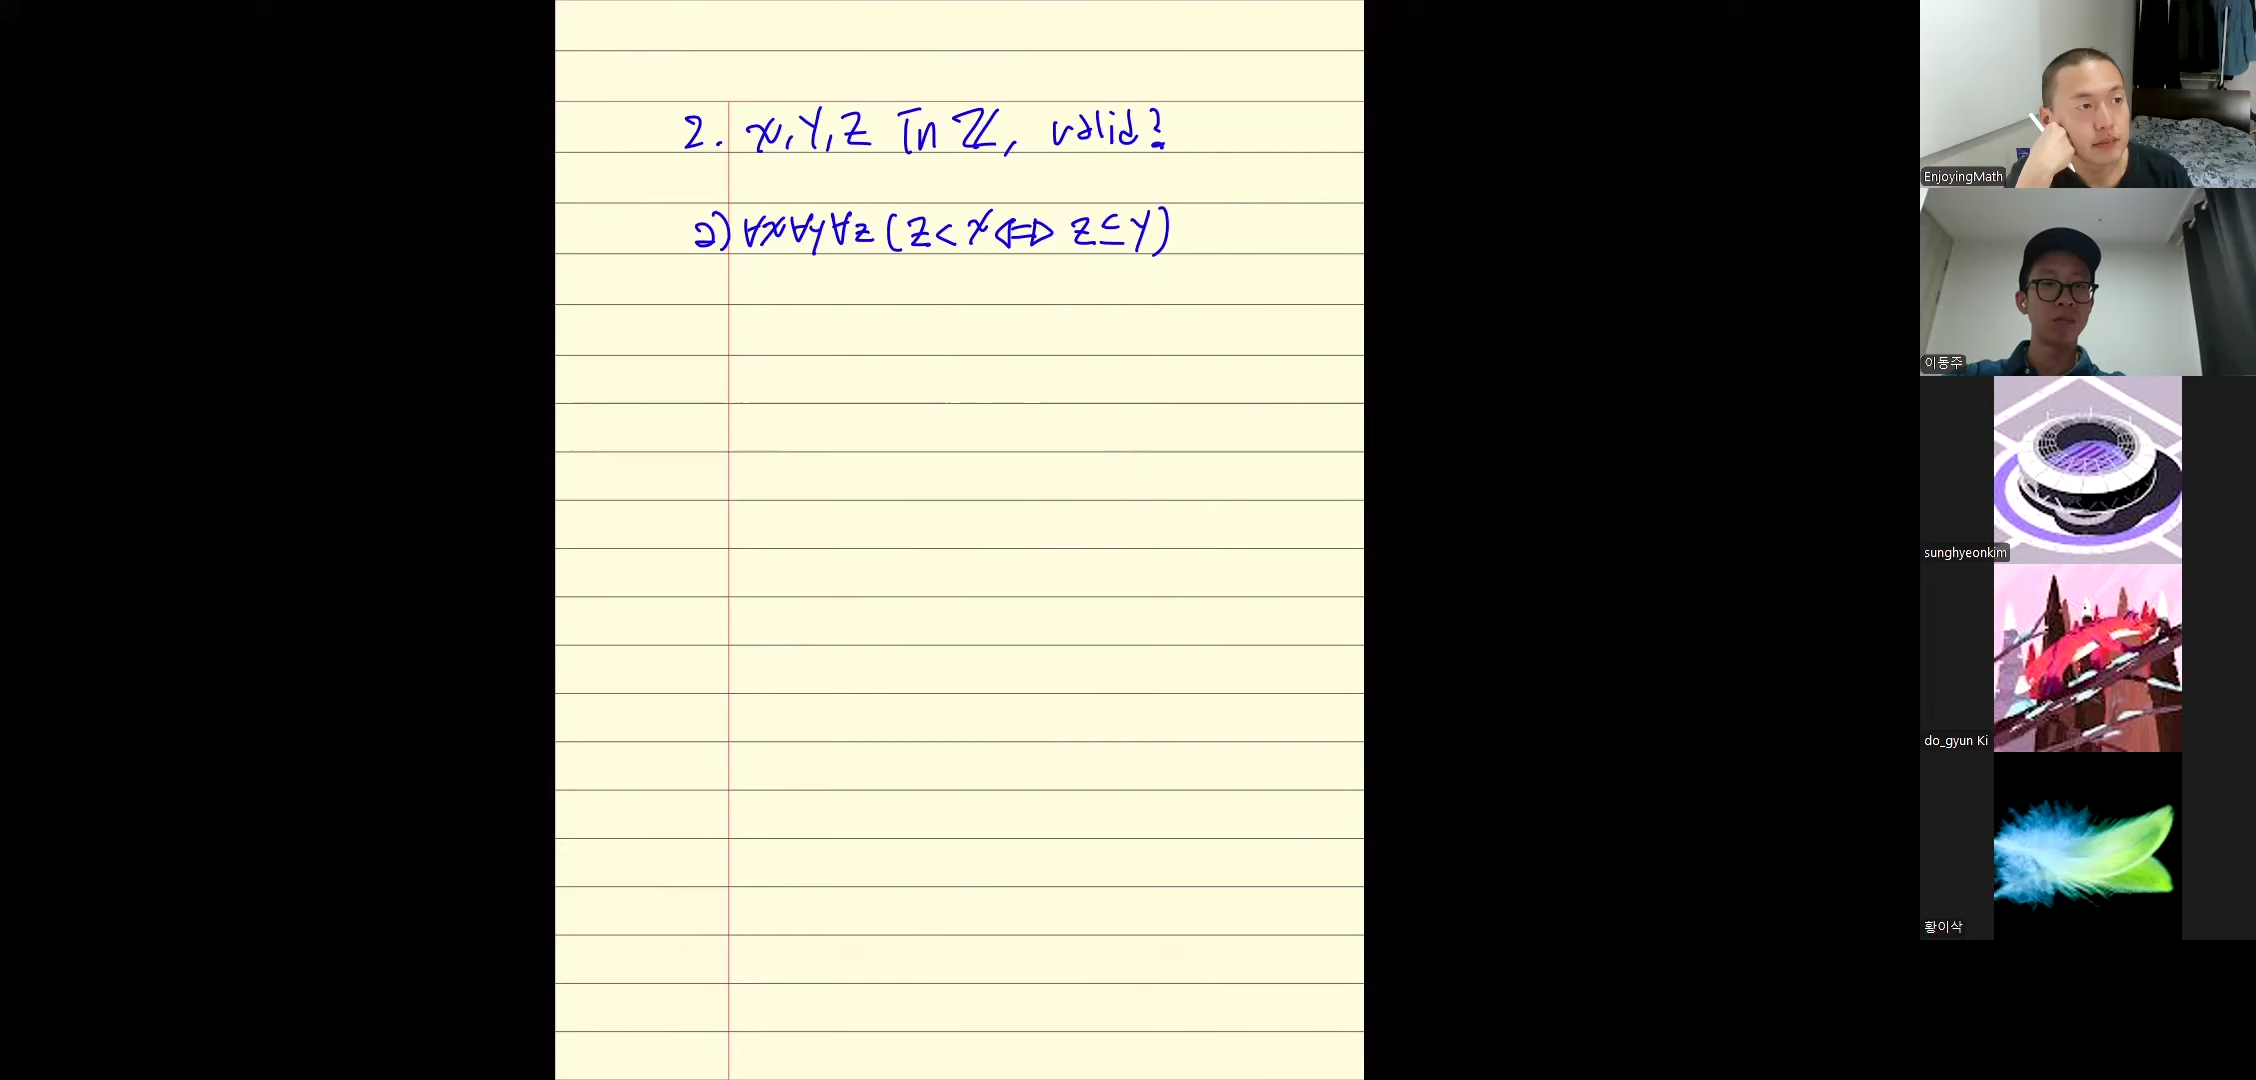 2. x, y, z in ℤ, valid?
a) ∀x∀y∀z (z < x ⇔ z ≤ y)
EnjoyingMath
이동주
sunghyeonkim
do_gyun Ki
황이삭